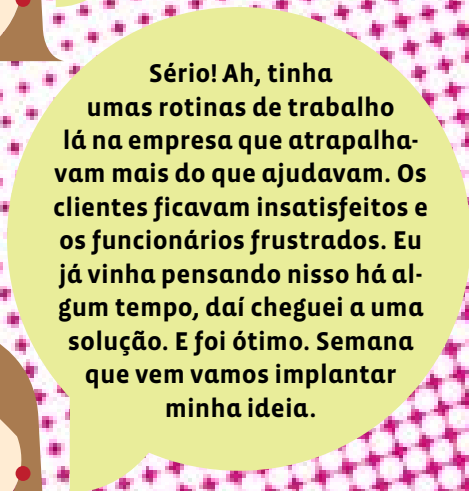 Sério! Ah, tinha
umas rotinas de trabalho
lá na empresa que atrapalha-
vam mais do que ajudavam. Os
clientes ficavam insatisfeitos e
os funcionários frustrados. Eu
já vinha pensando nisso há al-
gum tempo, daí cheguei a uma
solução. E foi ótimo. Semana
que vem vamos implantar
minha ideia.